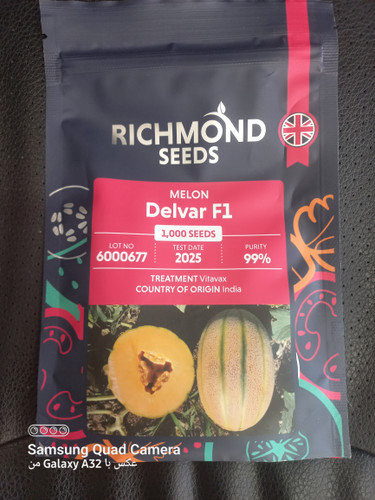 RICHMOND
SEEDS
MELON
Delvar F1
1,000 SEEDS
LOT NO
6000677
TEST DATE
2025
PURITY
99%
TREATMENT Vitavax
COUNTRY OF ORIGIN India
Samsung Quad Camera
عکس با Galaxy A32 من